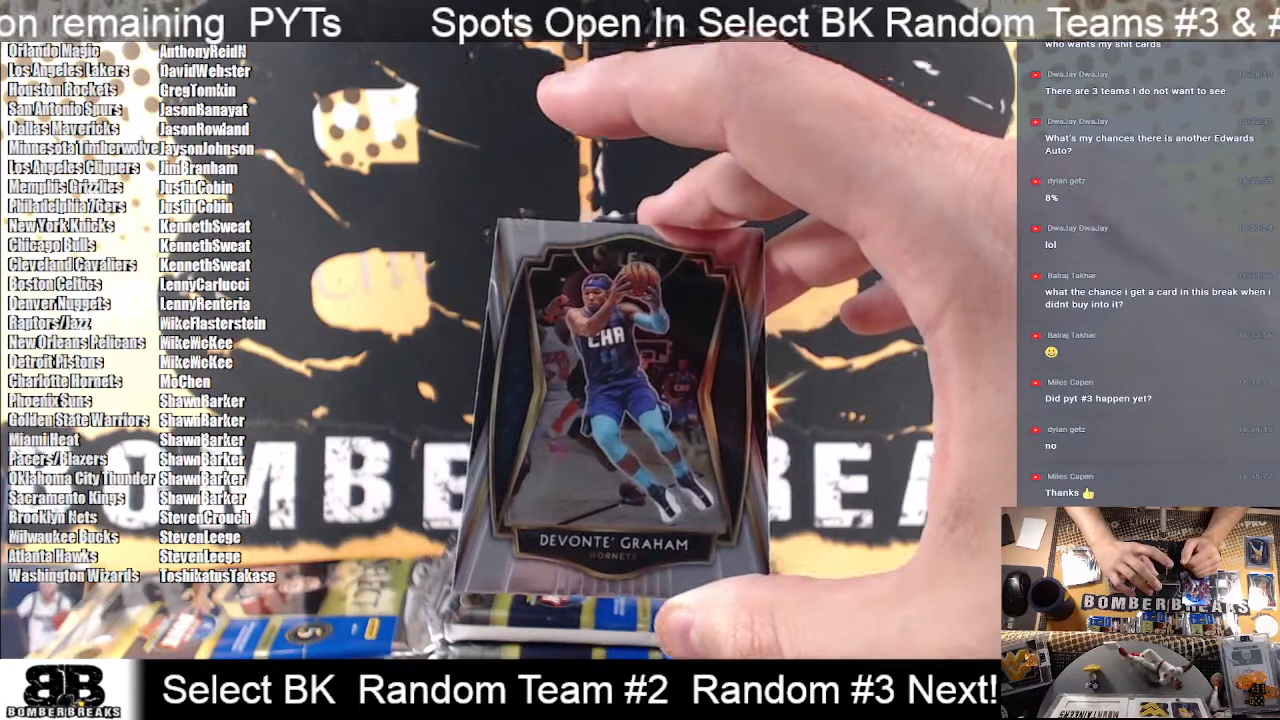 on remaining PYTs Spots Open In Select BK Random Teams #3 & #
Orlando Magic AnthonyReidN
Los Angeles Lakers DavidWebster
Houston Rockets GregTomkin
San Antonio Spurs JasonBanayat
Dallas Mavericks JasonRowland
Minnesota Timberwolve JaysonJohnson
Los Angeles Clippers JimBranham
Memphis Grizzlies JustinCobin
Philadelphia 76ers JustinCobin
New York Knicks KennethSweat
Chicago Bulls KennethSweat
Cleveland Cavaliers KennethSweat
Boston Celtics LennyCarlucci
Denver Nuggets LennyRenteria
Raptors/Jazz MikeFlasterstein
New Orleans Pelicans MikeMcKee
Detroit Pistons MikeMcKee
Charlotte Hornets MoChen
Phoenix Suns ShawnBarker
Golden State Warriors ShawnBarker
Miami Heat ShawnBarker
Pacers/Blazers ShawnBarker
Oklahoma City Thunder ShawnBarker
Sacramento Kings ShawnBarker
Brooklyn Nets StevenCrouch
Milwaukee Bucks StevenLeege
Atlanta Hawks StevenLeege
Washington Wizards ToshikatusTakase
CHA
DEVONTE' GRAHAM
HORNETS
BOMBERBREA
who wants my shit cards
DwaJay DwaJay
There are 3 teams I do not want to see
DwaJay DwaJay
What's my chances there is another Edwards
Auto?
dylan getz
8%
DwaJay DwaJay
lol
Balraj Takhar
what the chance i get a card in this break when i
didnt buy into it?
Balraj Takhar
Miles Capen
Did pyt #3 happen yet?
dylan getz
no
Miles Capen
Thanks 👍
BOMBERBREAKS
BB
BOMBERBREAKS
Select BK Random Team #2 Random #3 Next!